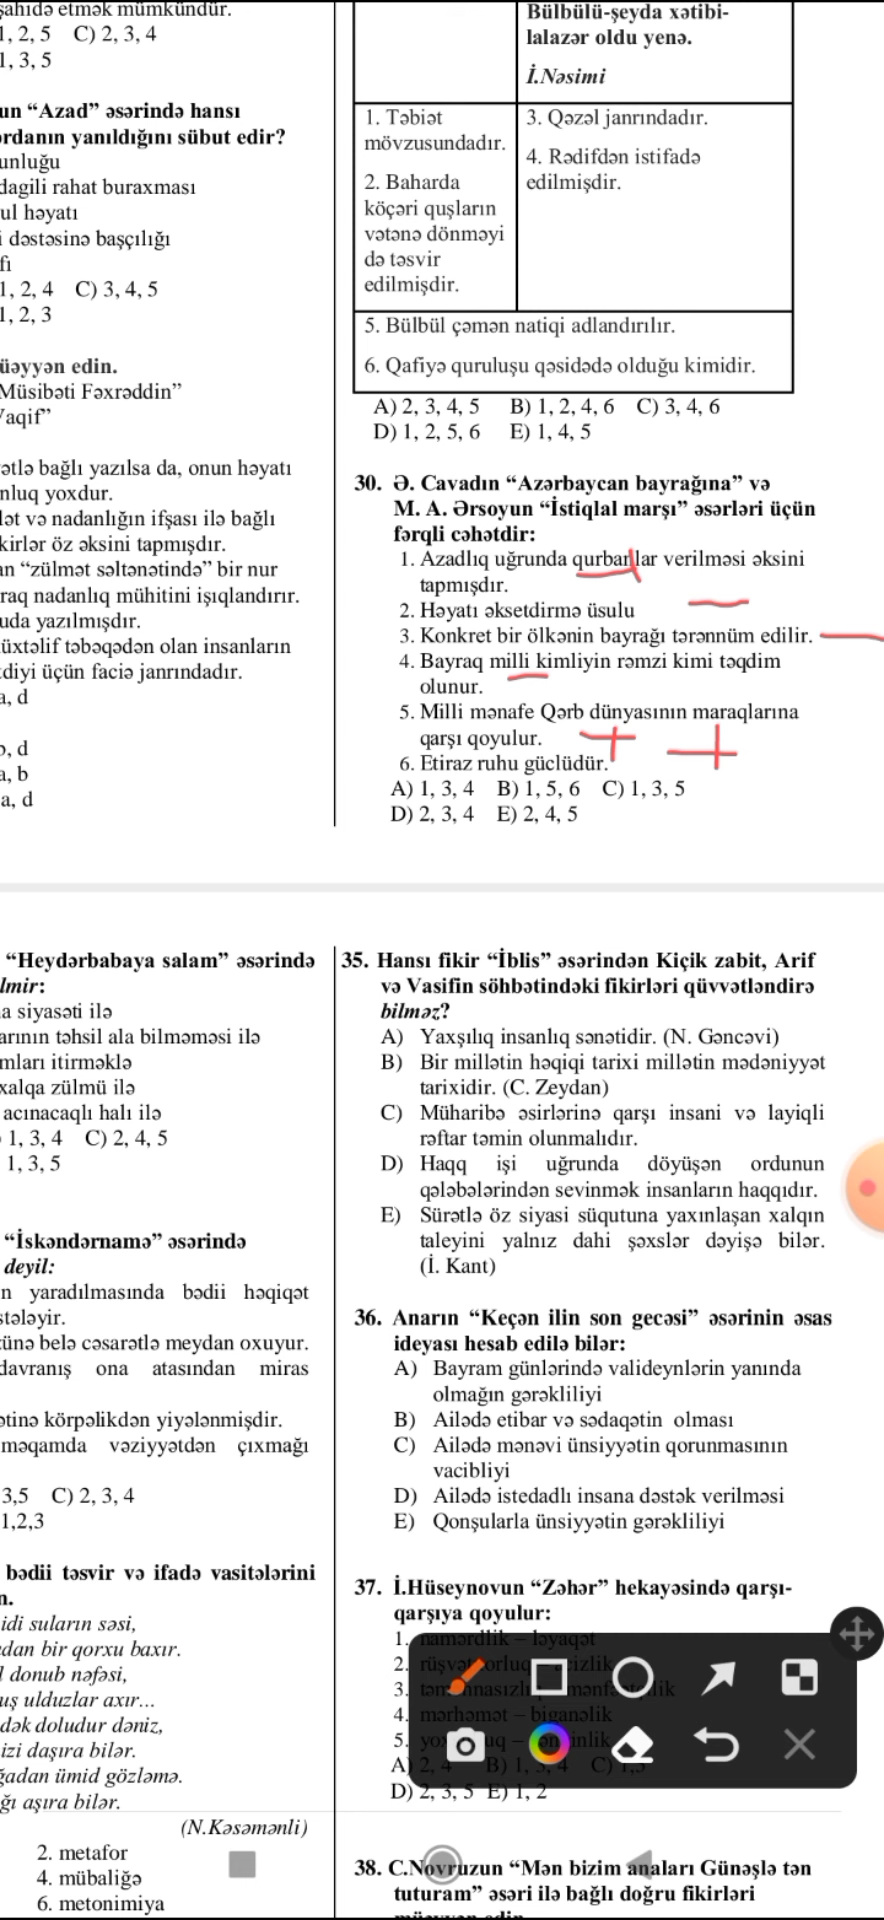 şahidə etmək mümkündür.
1, 2, 5 C) 2, 3, 4
1, 3, 5
un “Azad” əsərində hansı
ordanın yanıldığını sübut edir?
unluğu
dagili rahat buraxması
ul həyatı
i dəstəsinə başçılığı
fi
1, 2, 4 C) 3, 4, 5
1, 2, 3
üəyyən edin.
Müsibəti Fəxrəddin”
Vaqif”
ətlə bağlı yazılsa da, onun həyatı
nluq yoxdur.
lət və nadanlığın ifşası ilə bağlı
kirlər öz əksini tapmışdır.
an “zülmət səltənətində” bir nur
raq nadanlıq mühitini işıqlandırır.
uda yazılmışdır.
üxtəlif təbəqədən olan insanların
tdiyi üçün faciə janrındadır.
a, d
b, d
a, b
a, d
Bülbülü-şeyda xətibi-
lalazər oldu yenə.
İ.Nəsimi
1. Təbiət
mövzusundadır.
2. Baharda
köçəri quşların
vətənə dönməyi
də təsvir
edilmişdir.
3. Qəzəl janrındadır.
4. Rədifdən istifadə
edilmişdir.
5. Bülbül çəmən natiqi adlandırılır.
6. Qafiyə quruluşu qəsidədə olduğu kimidir.
A) 2, 3, 4, 5 B) 1, 2, 4, 6 C) 3, 4, 6
D) 1, 2, 5, 6 E) 1, 4, 5
30. Ə. Cavadın “Azərbaycan bayrağına” və
M. A. Ərsoyun “İstiqlal marşı” əsərləri üçün
fərqli cəhətdir:
1. Azadlıq uğrunda qurbanlar verilməsi əksini
tapmışdır.
2. Həyatı əksetdirmə üsulu
3. Konkret bir ölkənin bayrağı tərənnüm edilir.
4. Bayraq milli kimliyin rəmzi kimi təqdim
olunur.
5. Milli mənafe Qərb dünyasının maraqlarına
qarşı qoyulur.
6. Etiraz ruhu güclüdür.
A) 1, 3, 4 B) 1, 5, 6 C) 1, 3, 5
D) 2, 3, 4 E) 2, 4, 5
“Heydərbabaya salam” əsərində
lmir:
a siyasəti ilə
arının təhsil ala bilməməsi ilə
mları itirməklə
xalqa zülmü ilə
acınacaqlı halı ilə
1, 3, 4 C) 2, 4, 5
1, 3, 5
“İskəndərnamə” əsərində
deyil:
n yaradılmasında bədii həqiqət
stələyir.
tünə belə cəsarətlə meydan oxuyur.
davranış ona atasından miras
ətinə körpəlikdən yiyələnmişdir.
məqamda vəziyyətdən çıxmağı
3,5 C) 2, 3, 4
1,2,3
bədii təsvir və ifadə vasitələrini
n.
idi suların səsi,
dan bir qorxu baxır.
l donub nəfəsi,
uş ulduzlar axır...
dək doludur dəniz,
izi daşıra bilər.
ğadan ümid gözləmə.
ğı aşıra bilər.
(N.Kəsəmənli)
2. metafor
4. mübaliğə
6. metonimiya
35. Hansı fikir “İblis” əsərindən Kiçik zabit, Arif
və Vasifin söhbətindəki fikirləri qüvvətləndirə
bilməz?
A) Yaxşılıq insanlıq sənətidir. (N. Gəncəvi)
B) Bir millətin həqiqi tarixi millətin mədəniyyət
tarixidir. (C. Zeydan)
C) Müharibə əsirlərinə qarşı insani və layiqli
rəftar təmin olunmalıdır.
D) Haqq işi uğrunda döyüşən ordunun
qələbələrindən sevinmək insanların haqqıdır.
E) Sürətlə öz siyasi süqutuna yaxınlaşan xalqın
taleyini yalnız dahi şəxslər dəyişə bilər.
(İ. Kant)
36. Anarın “Keçən ilin son gecəsi” əsərinin əsas
ideyası hesab edilə bilər:
A) Bayram günlərində valideynlərin yanında
olmağın gərəkliliyi
B) Ailədə etibar və sədaqətin olması
C) Ailədə mənəvi ünsiyyətin qorunmasının
vacibliyi
D) Ailədə istedadlı insana dəstək verilməsi
E) Qonşularla ünsiyyətin gərəkliliyi
37. İ.Hüseynovun “Zəhər” hekayəsində qarşı-
qarşıya qoyulur:
1. namərdlik – ləyaqət
2.
3.
4. mərhəmət – biganəlik
5.
A) 2, 4 B) 1, 3, 4 C) 1,5
D) 2, 3, 5 E) 1, 2
38. C.Novruzun “Mən bizim anaları Günəşlə tən
tuturam” əsəri ilə bağlı doğru fikirləri